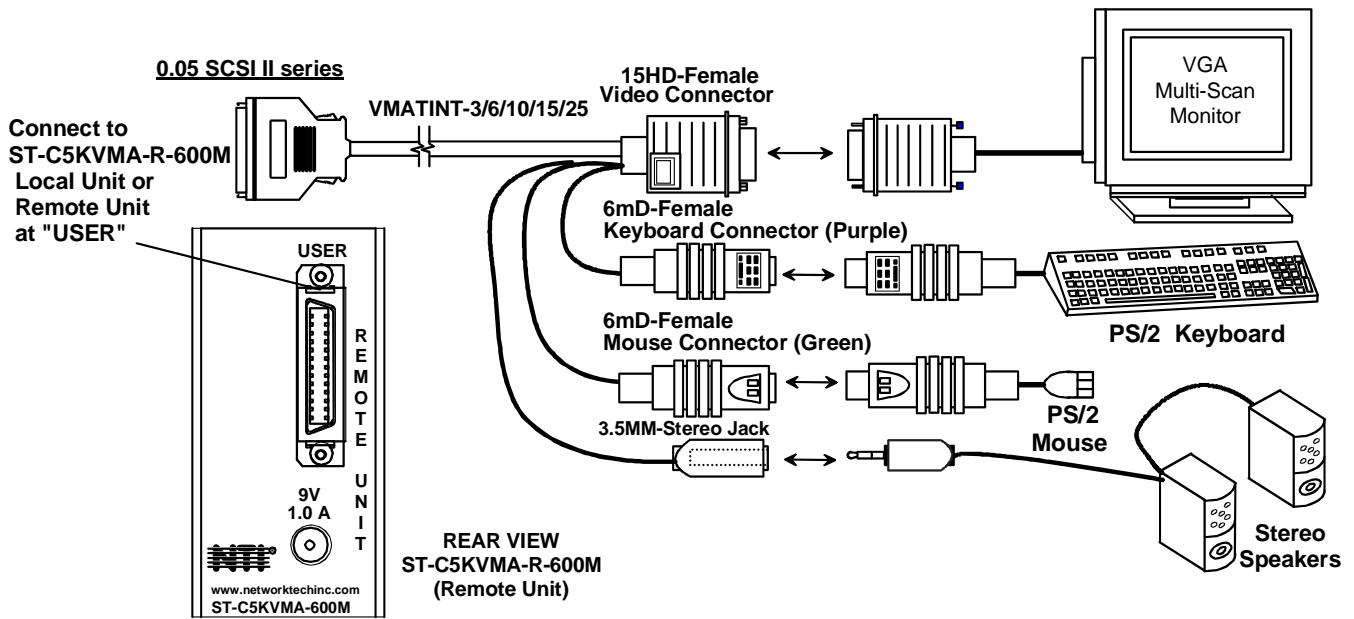 0.05 SCSI II series
VMATINT-3/6/10/15/25
15HD-Female
Video Connector
VGA
Multi-Scan
Monitor
Connect to
ST-C5KVMA-R-600M
Local Unit or
Remote Unit
at "USER"
6mD-Female
Keyboard Connector (Purple)
PS/2 Keyboard
6mD-Female
Mouse Connector (Green)
PS/2
Mouse
3.5MM-Stereo Jack
Stereo
Speakers
USER
REMOTE UNIT
9V
1.0 A
www.networktechinc.com
ST-C5KVMA-600M
REAR VIEW
ST-C5KVMA-R-600M
(Remote Unit)